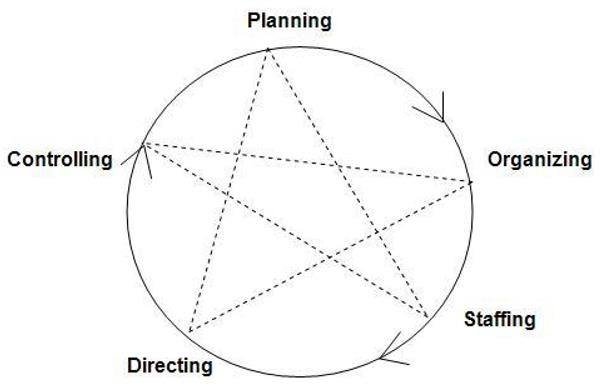 Planning
Controlling
Organizing
Staffing
Directing